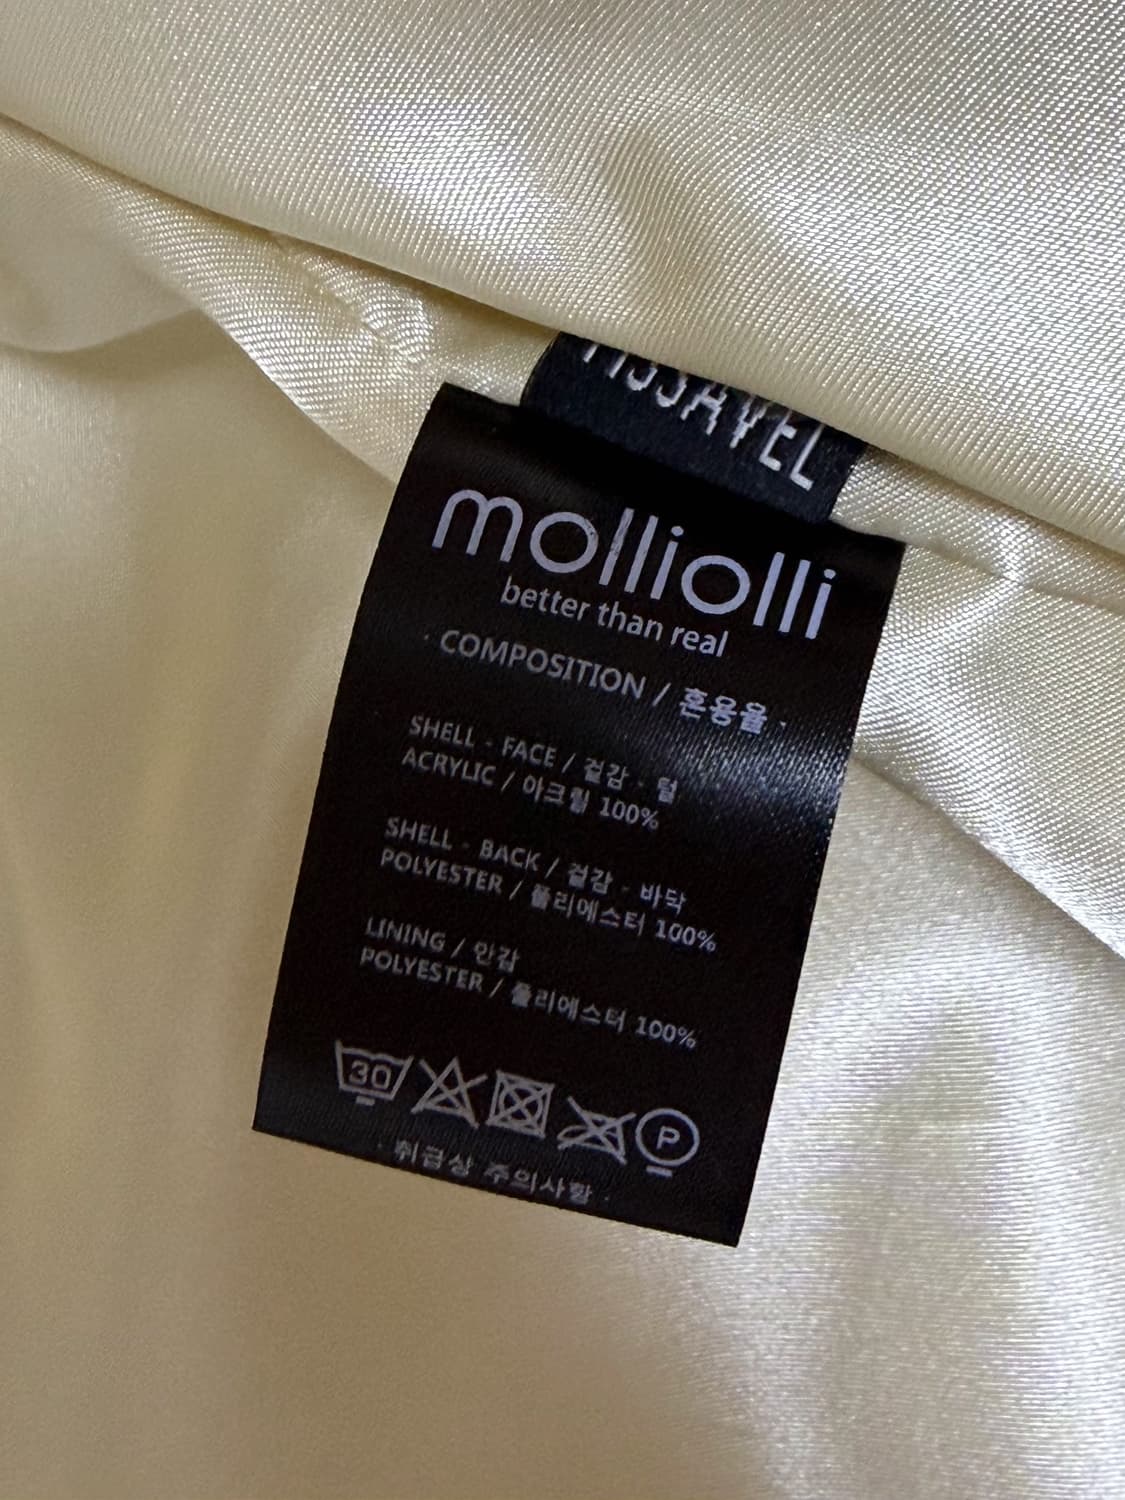 molliolli
better than real
· COMPOSITION / 혼용율 ·
SHELL - FACE / 겉감 - 털
ACRYLIC / 아크릴 100%
SHELL - BACK / 겉감 - 바닥
POLYESTER / 폴리에스터 100%
LINING / 안감
POLYESTER / 폴리에스터 100%
30
P
· 취급상 주의사항 ·